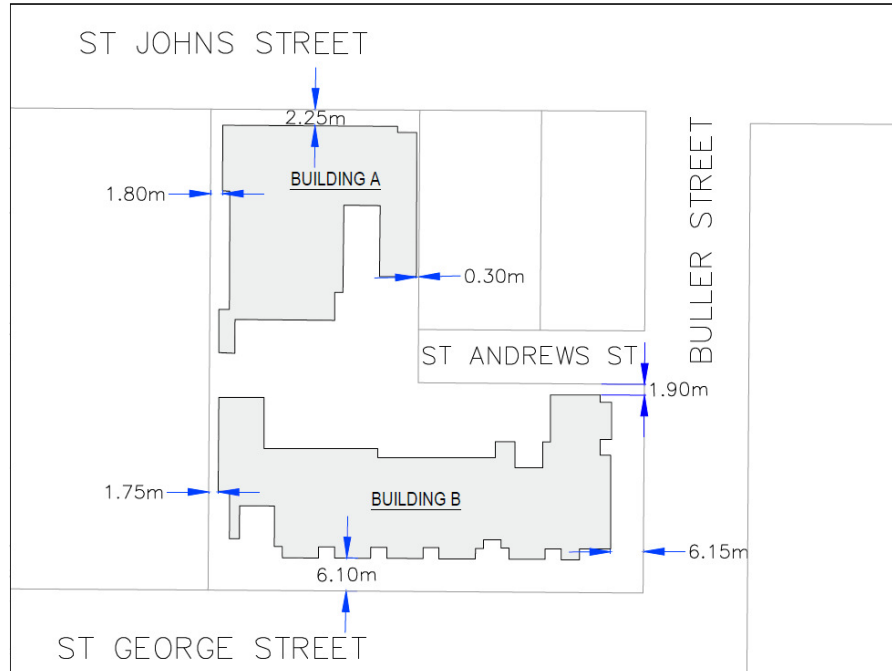 ST JOHNS STREET
2.25m
BUILDING A
1.80m
BULLER STREET
0.30m
ST ANDREWS ST
1.90m
1.75m
BUILDING B
6.15m
6.10m
ST GEORGE STREET